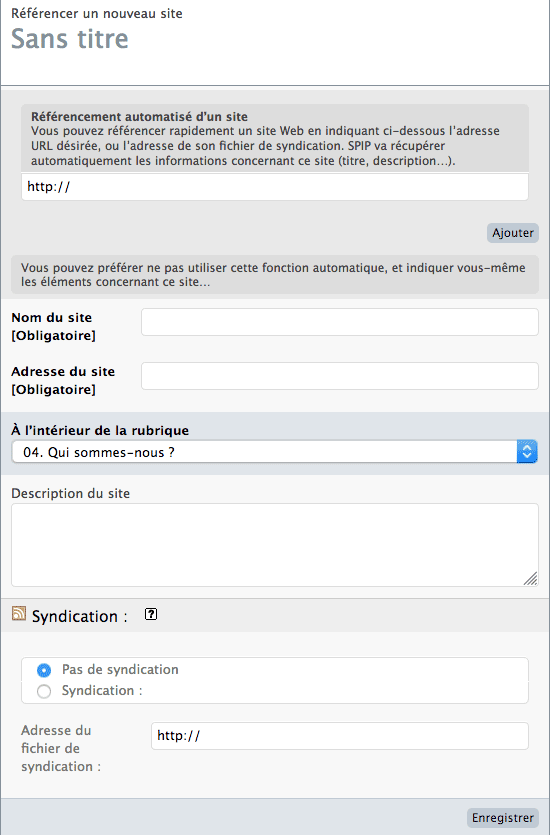 Référencer un nouveau site
Sans titre
Référencement automatisé d'un site
Vous pouvez référencer rapidement un site Web en indiquant ci-dessous l'adresse
URL désirée, ou l'adresse de son fichier de syndication. SPIP va récupérer
automatiquement les informations concernant ce site (titre, description…).
http://
Ajouter
Vous pouvez préférer ne pas utiliser cette fonction automatique, et indiquer vous-même
les éléments concernant ce site…
Nom du site
[Obligatoire]
Adresse du site
[Obligatoire]
À l'intérieur de la rubrique
04. Qui sommes-nous ?
Description du site
Syndication : ?
Pas de syndication
Syndication :
Adresse du
fichier de
syndication :
http://
Enregistrer